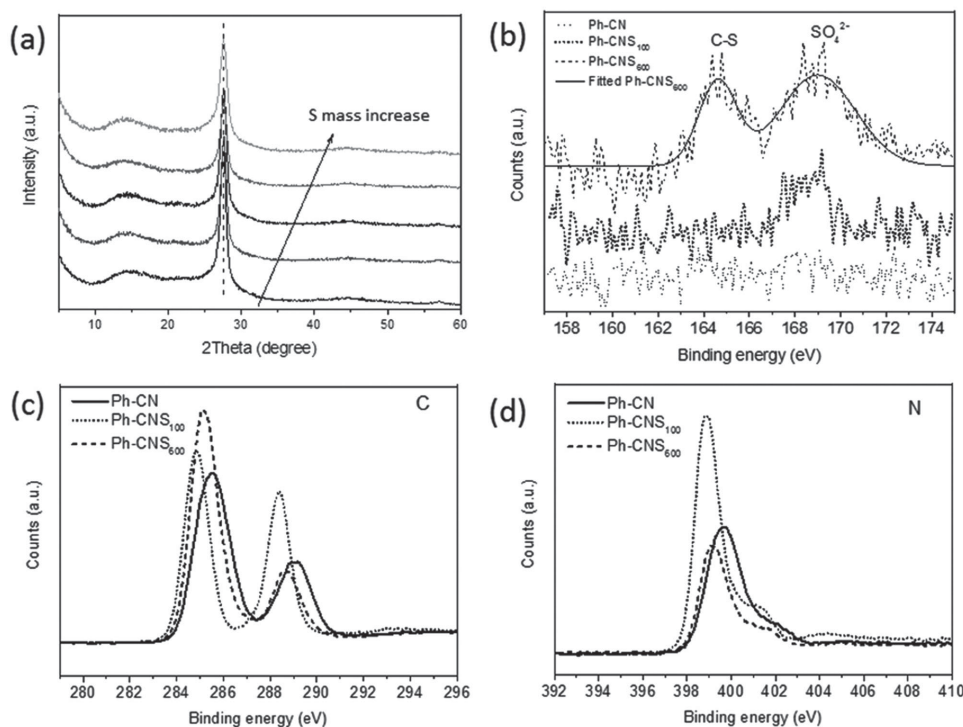 (a)
S mass increase
Intensity (a.u.)
10 20 30 40 50 60
2Theta (degree)
(b)
Ph-CN
Ph-CNS₁₀₀
Ph-CNS₆₀₀
Fitted Ph-CNS₆₀₀
C-S
SO₄²⁻
Counts (a.u.)
158 160 162 164 166 168 170 172 174
Binding energy (eV)
(c)
Ph-CN
Ph-CNS₁₀₀
Ph-CNS₆₀₀
C
Counts (a.u.)
280 282 284 286 288 290 292 294 296
Binding energy (eV)
(d)
Ph-CN
Ph-CNS₁₀₀
Ph-CNS₆₀₀
N
Counts (a.u.)
392 394 396 398 400 402 404 406 408 410
Binding energy (eV)